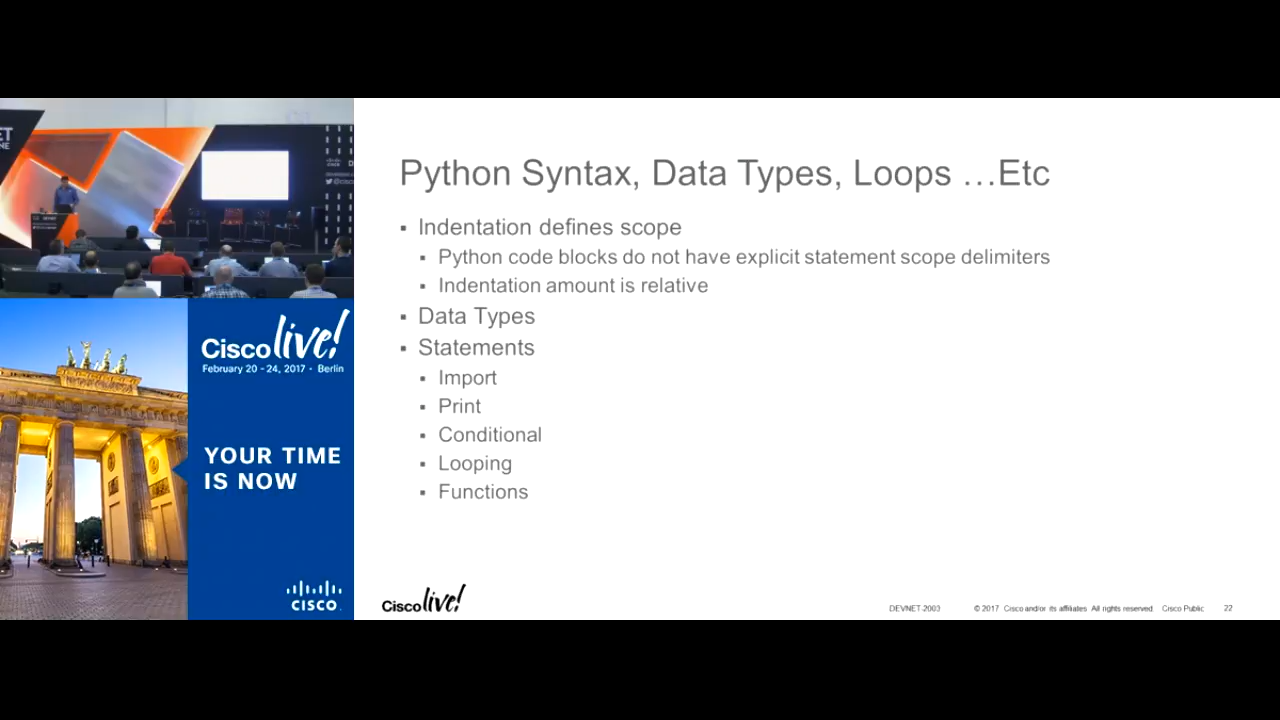 Python Syntax, Data Types, Loops …Etc
▪ Indentation defines scope
▪ Python code blocks do not have explicit statement scope delimiters
▪ Indentation amount is relative
▪ Data Types
▪ Statements
▪ Import
▪ Print
▪ Conditional
▪ Looping
▪ Functions
Cisco live!
February 20 - 24, 2017 • Berlin
YOUR TIME
IS NOW
CISCO
Cisco live!
DEVNET-2003 © 2017 Cisco and/or its affiliates All rights reserved Cisco Public 22